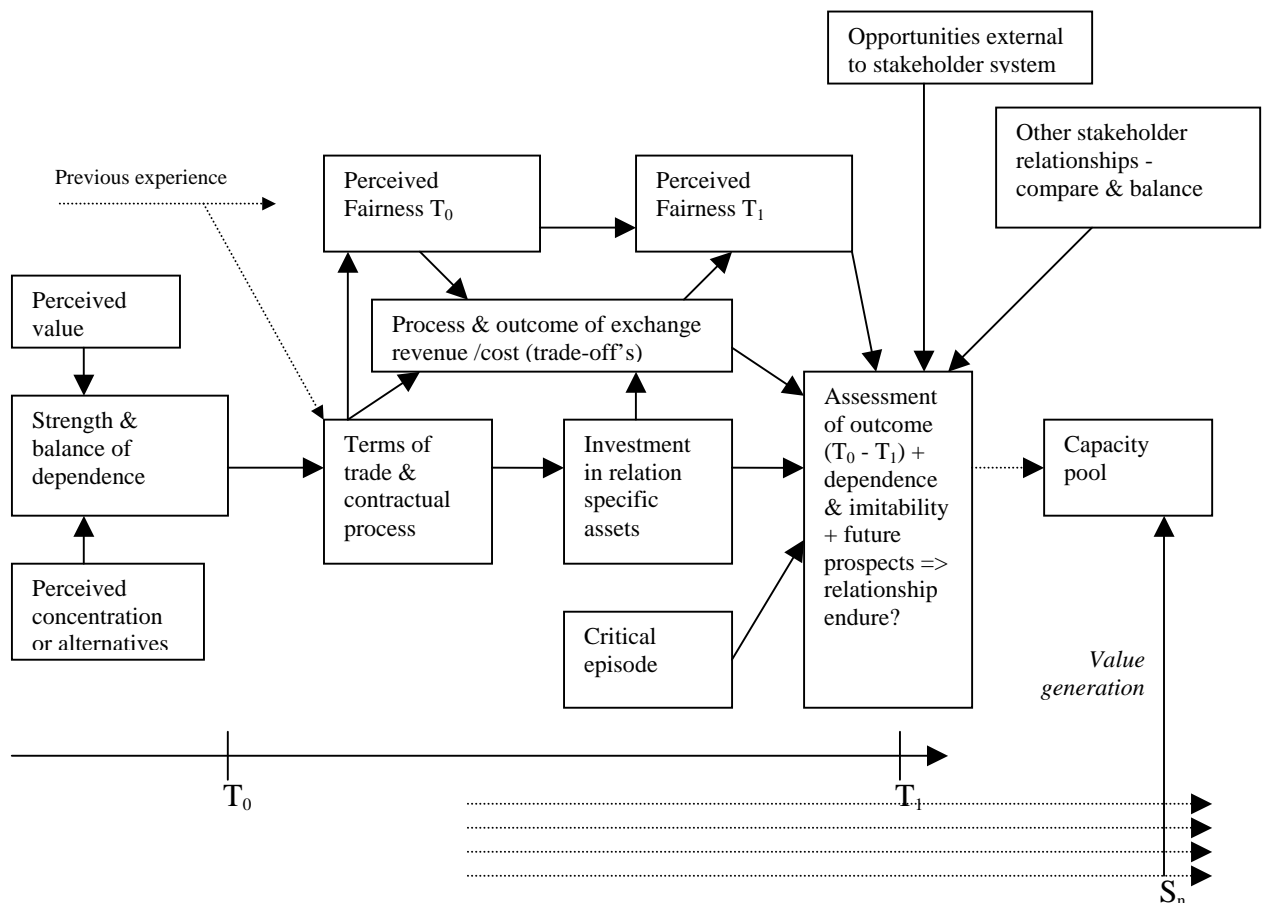 Opportunities external
to stakeholder system
Other stakeholder
relationships -
compare & balance
Previous experience
Perceived
Fairness T₀
Perceived
Fairness T₁
Perceived
value
Process & outcome of exchange
revenue /cost (trade-off’s)
Strength &
balance of
dependence
Terms of
trade &
contractual
process
Investment
in relation
specific
assets
Assessment
of outcome
(T₀ - T₁) +
dependence
& imitability
+ future
prospects =>
relationship
endure?
Capacity
pool
Perceived
concentration
or alternatives
Critical
episode
Value
generation
T₀
T₁
Sₙ